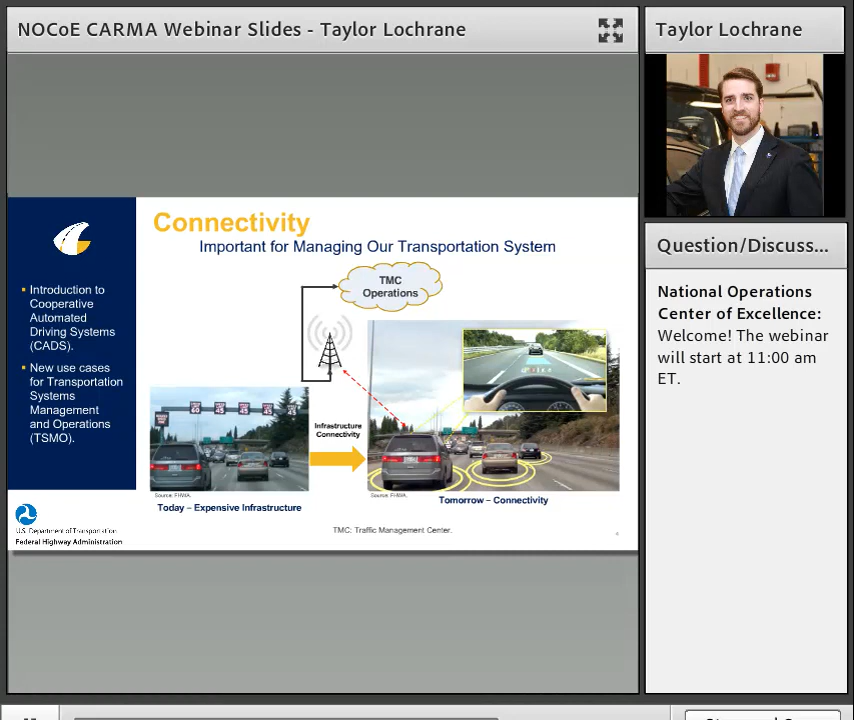 NOCoE CARMA Webinar Slides - Taylor Lochrane
Taylor Lochrane
Connectivity
Important for Managing Our Transportation System
▪ Introduction to
Cooperative
Automated
Driving Systems
(CADS).
▪ New use cases
for Transportation
Systems
Management
and Operations
(TSMO).
TMC
Operations
Infrastructure
Connectivity
Source: FHWA.
Source: FHWA.
Today – Expensive Infrastructure
Tomorrow – Connectivity
TMC: Traffic Management Center.
4
U.S. Department of Transportation
Federal Highway Administration
Question/Discuss...
National Operations
Center of Excellence:
Welcome! The webinar
will start at 11:00 am
ET.